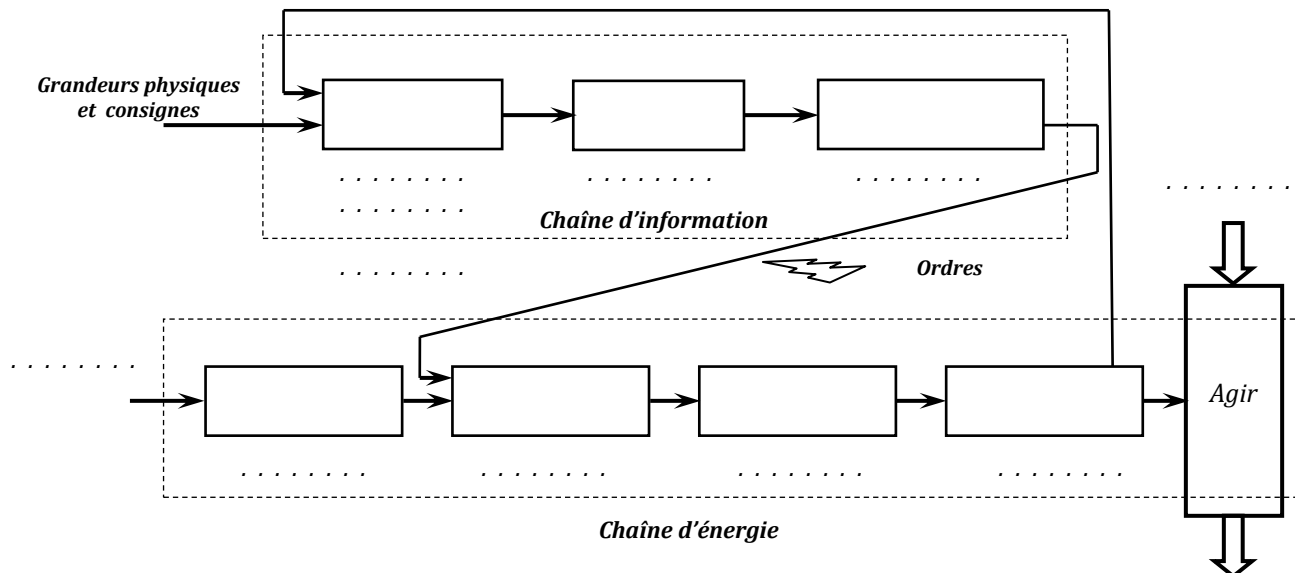 Grandeurs physiques
et consignes
. . . . . . . .
. . . . . . . .
. . . . . . . .
. . . . . . . .
. . . . . . . .
Chaîne d'information
. . . . . . . .
Ordres
. . . . . . . .
Agir
. . . . . . . .
. . . . . . . .
. . . . . . . .
. . . . . . . .
Chaîne d'énergie